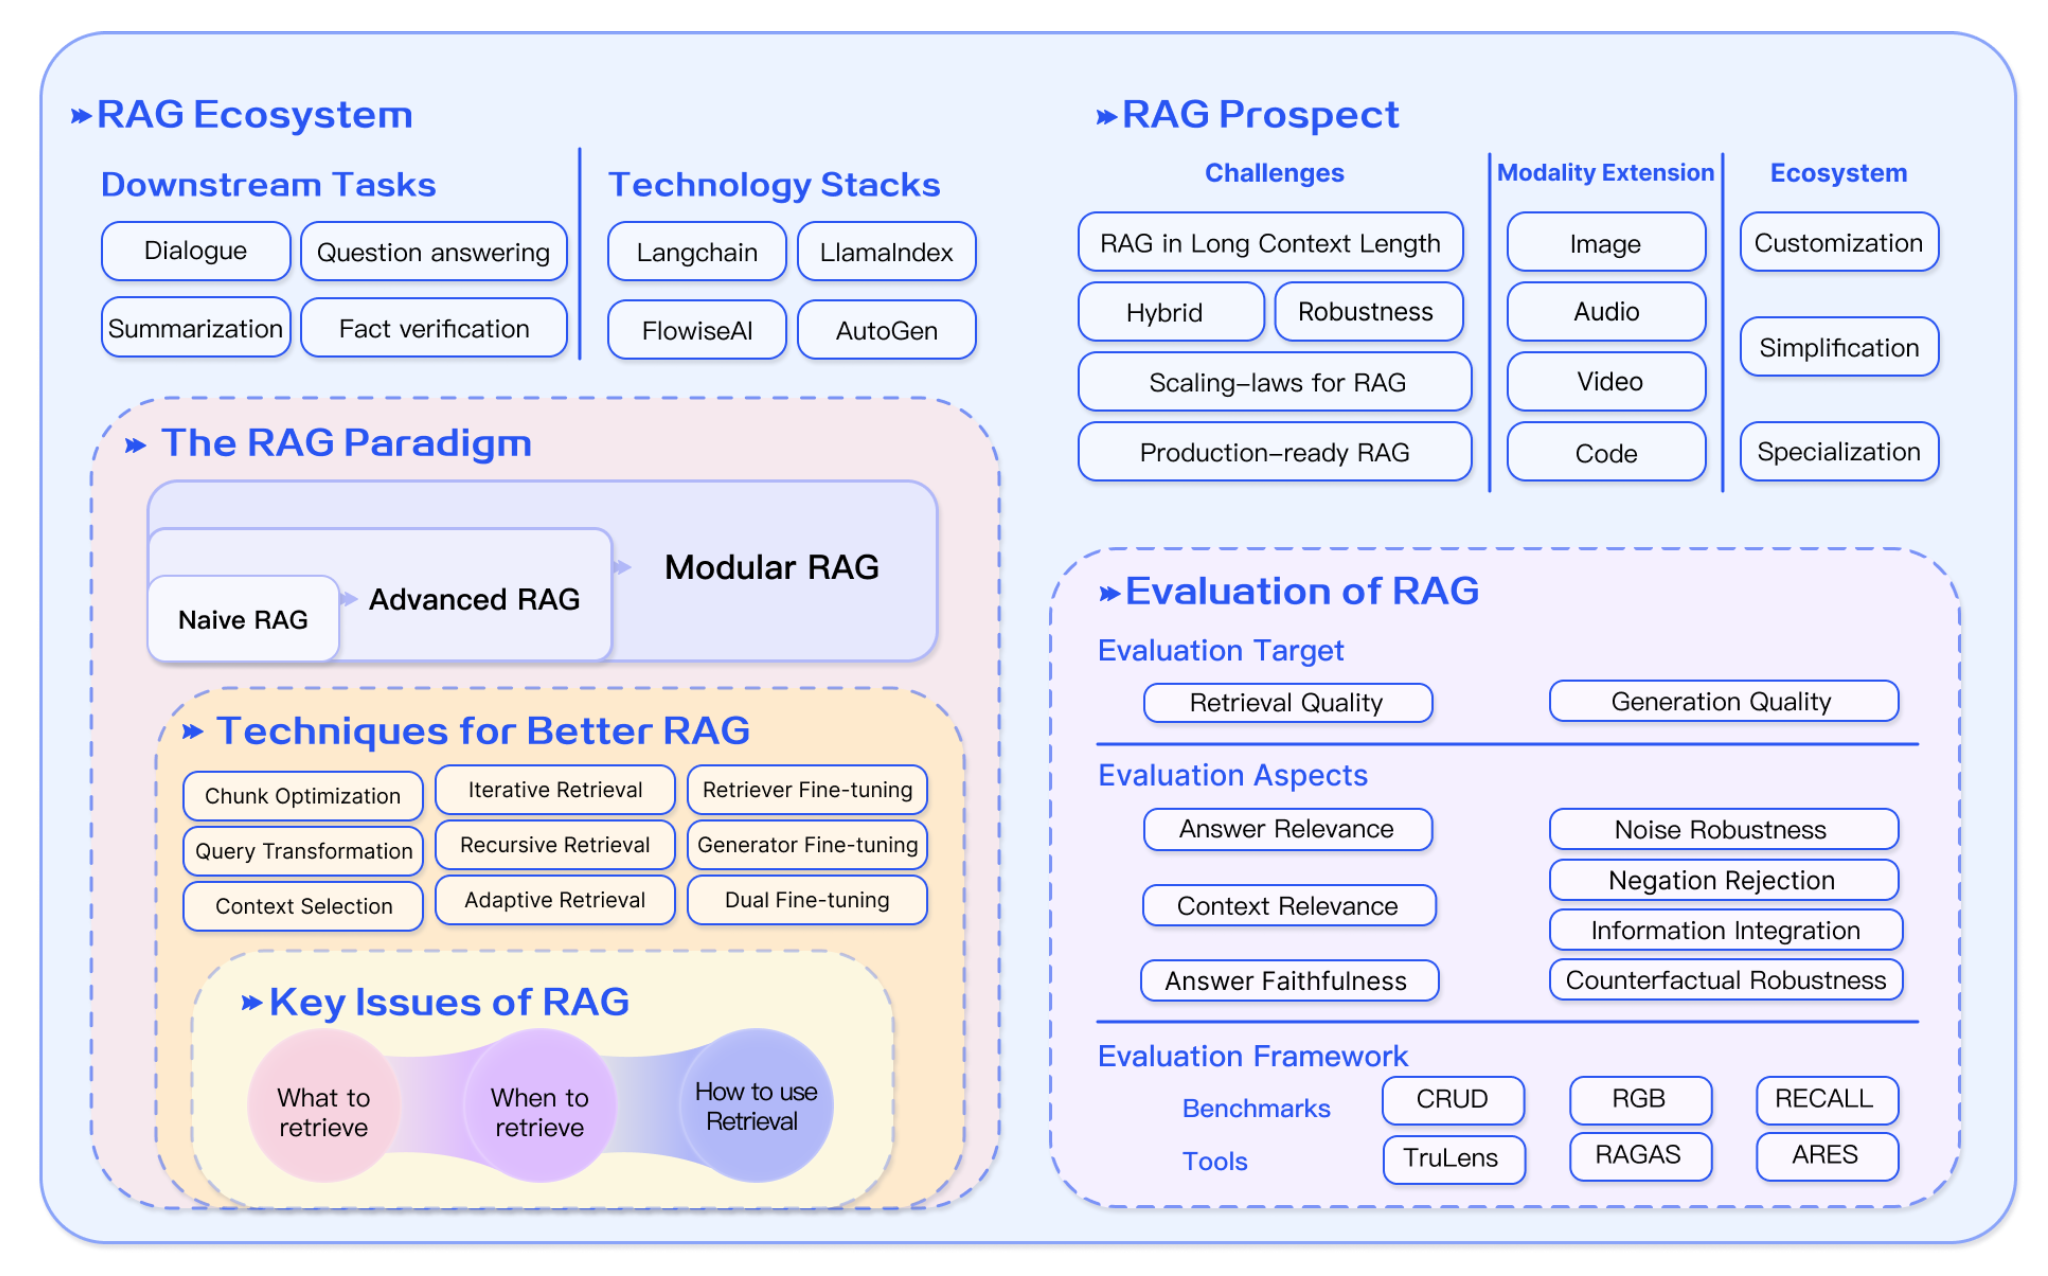 RAG Ecosystem
Downstream Tasks
Dialogue
Question answering
Summarization
Fact verification
Technology Stacks
Langchain
LlamaIndex
FlowiseAI
AutoGen
The RAG Paradigm
Naive RAG
Advanced RAG
Modular RAG
Techniques for Better RAG
Chunk Optimization
Iterative Retrieval
Retriever Fine-tuning
Query Transformation
Recursive Retrieval
Generator Fine-tuning
Context Selection
Adaptive Retrieval
Dual Fine-tuning
Key Issues of RAG
What to
retrieve
When to
retrieve
How to use
Retrieval
RAG Prospect
Challenges
RAG in Long Context Length
Hybrid
Robustness
Scaling-laws for RAG
Production-ready RAG
Modality Extension
Image
Audio
Video
Code
Ecosystem
Customization
Simplification
Specialization
Evaluation of RAG
Evaluation Target
Retrieval Quality
Generation Quality
Evaluation Aspects
Answer Relevance
Context Relevance
Answer Faithfulness
Noise Robustness
Negation Rejection
Information Integration
Counterfactual Robustness
Evaluation Framework
Benchmarks
CRUD
RGB
RECALL
Tools
TruLens
RAGAS
ARES